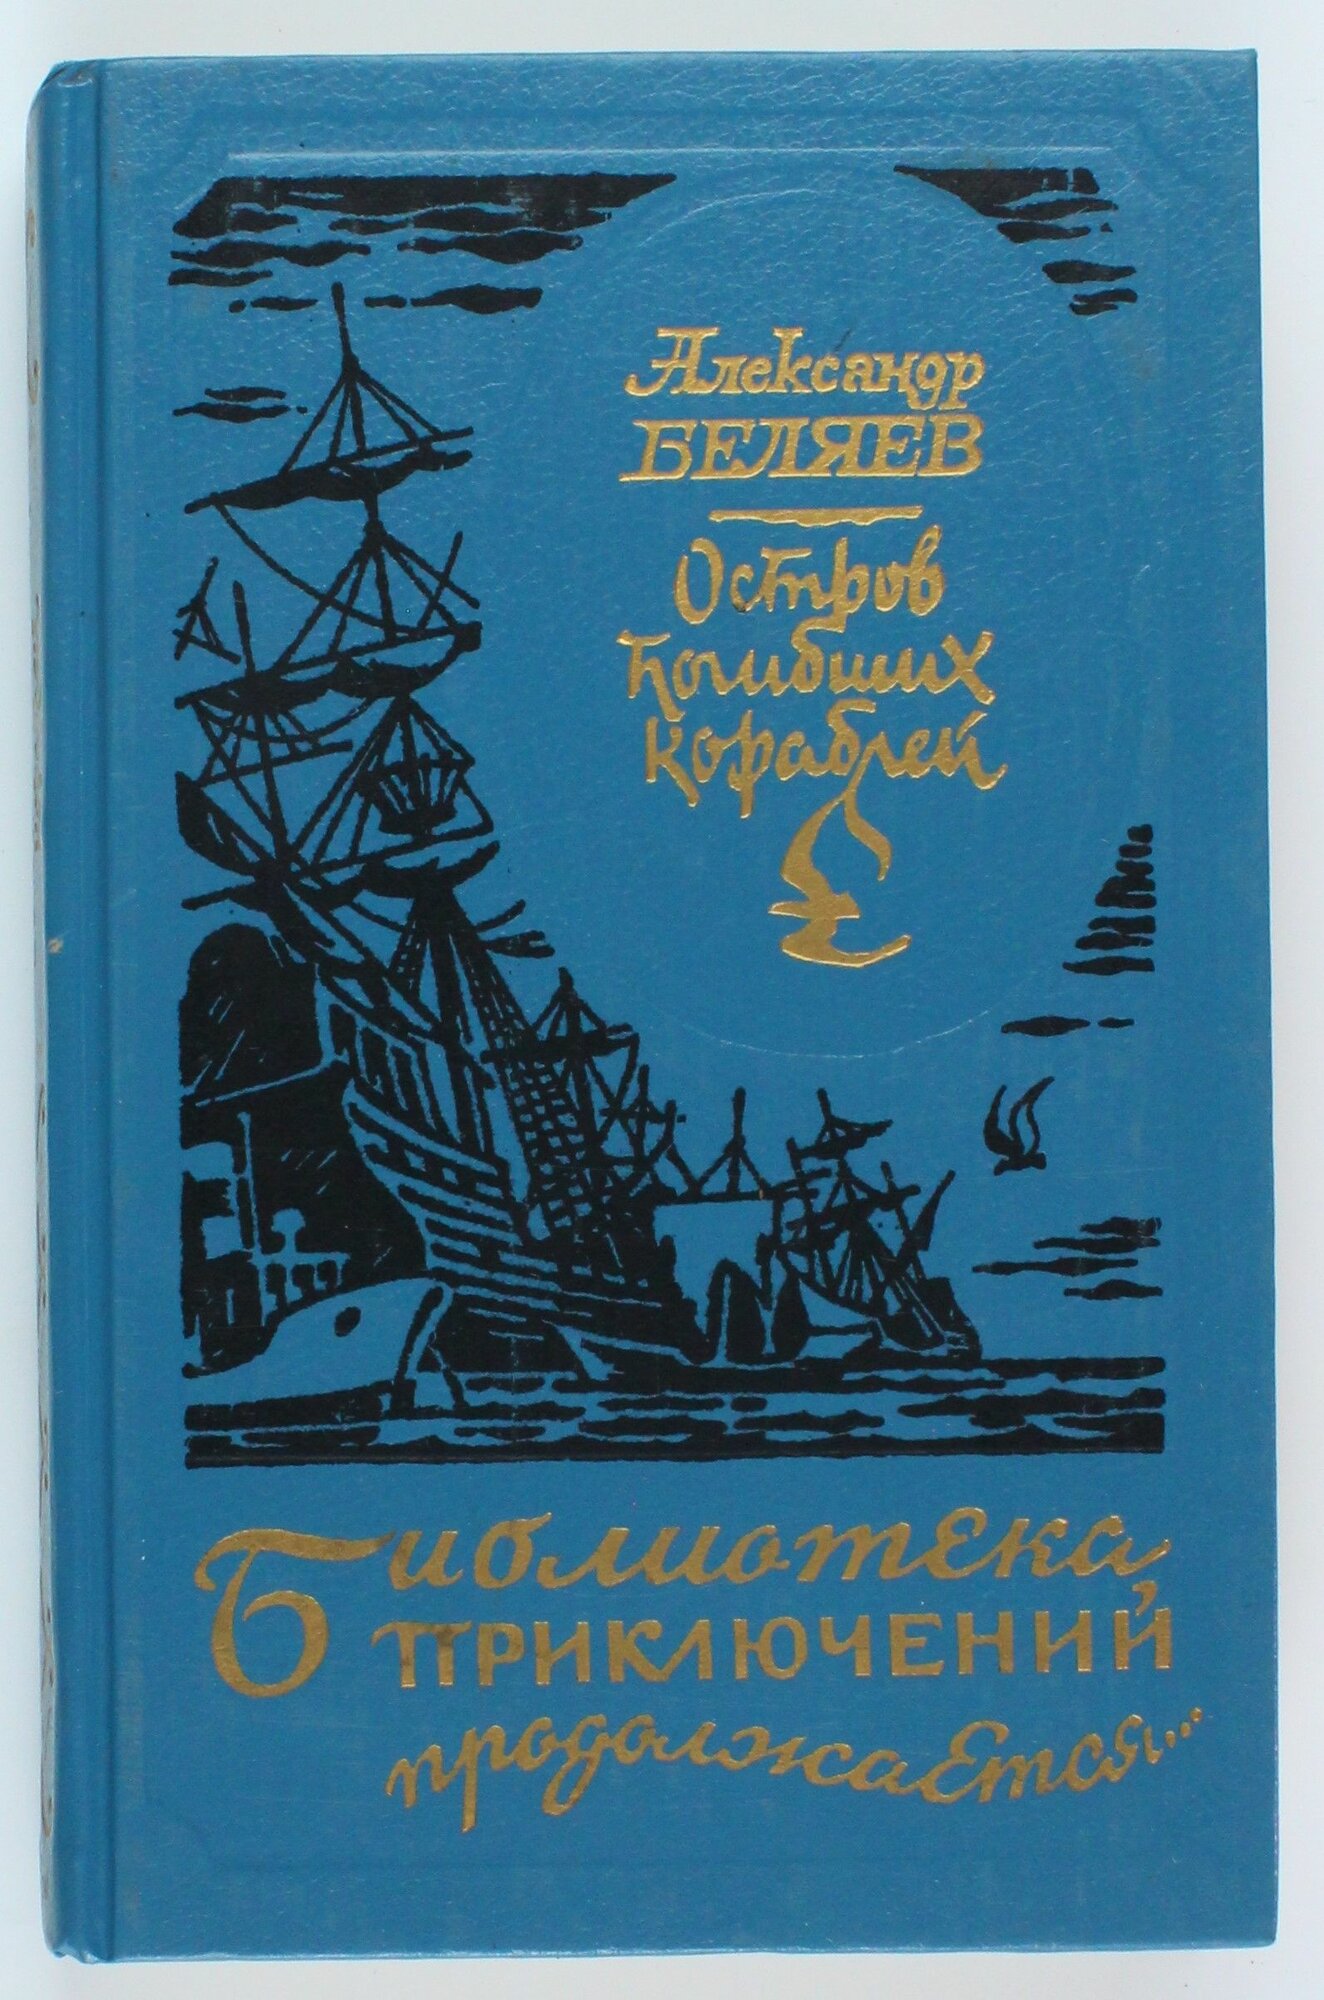 Александр
БЕЛЯЕВ
Остров
погибших
кораблей
Библиотека
ПРИКЛЮЧЕНИЙ
продолжается...